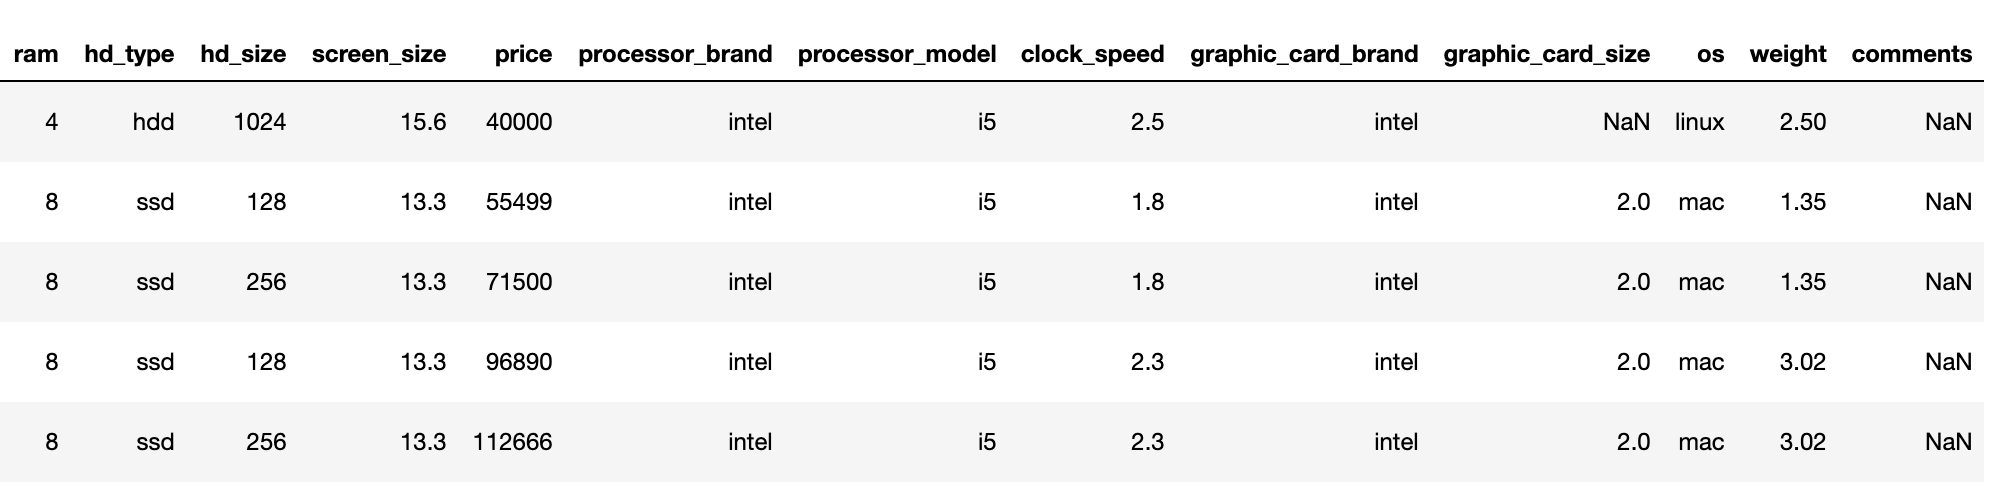 ram hd_type hd_size screen_size price processor_brand processor_model clock_speed graphic_card_brand graphic_card_size os weight comments
4 hdd 1024 15.6 40000 intel i5 2.5 intel NaN linux 2.50 NaN
8 ssd 128 13.3 55499 intel i5 1.8 intel 2.0 mac 1.35 NaN
8 ssd 256 13.3 71500 intel i5 1.8 intel 2.0 mac 1.35 NaN
8 ssd 128 13.3 96890 intel i5 2.3 intel 2.0 mac 3.02 NaN
8 ssd 256 13.3 112666 intel i5 2.3 intel 2.0 mac 3.02 NaN